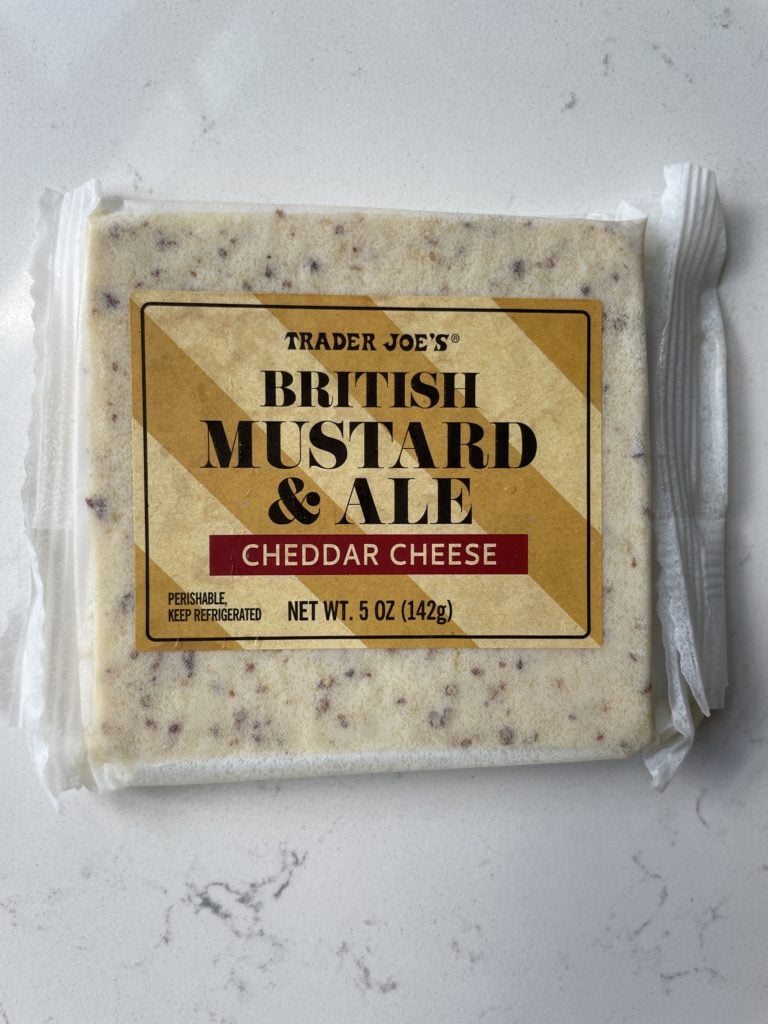 TRADER JOE'S®
BRITISH
MUSTARD
& ALE
CHEDDAR CHEESE
PERISHABLE,
KEEP REFRIGERATED
NET WT. 5 OZ (142g)